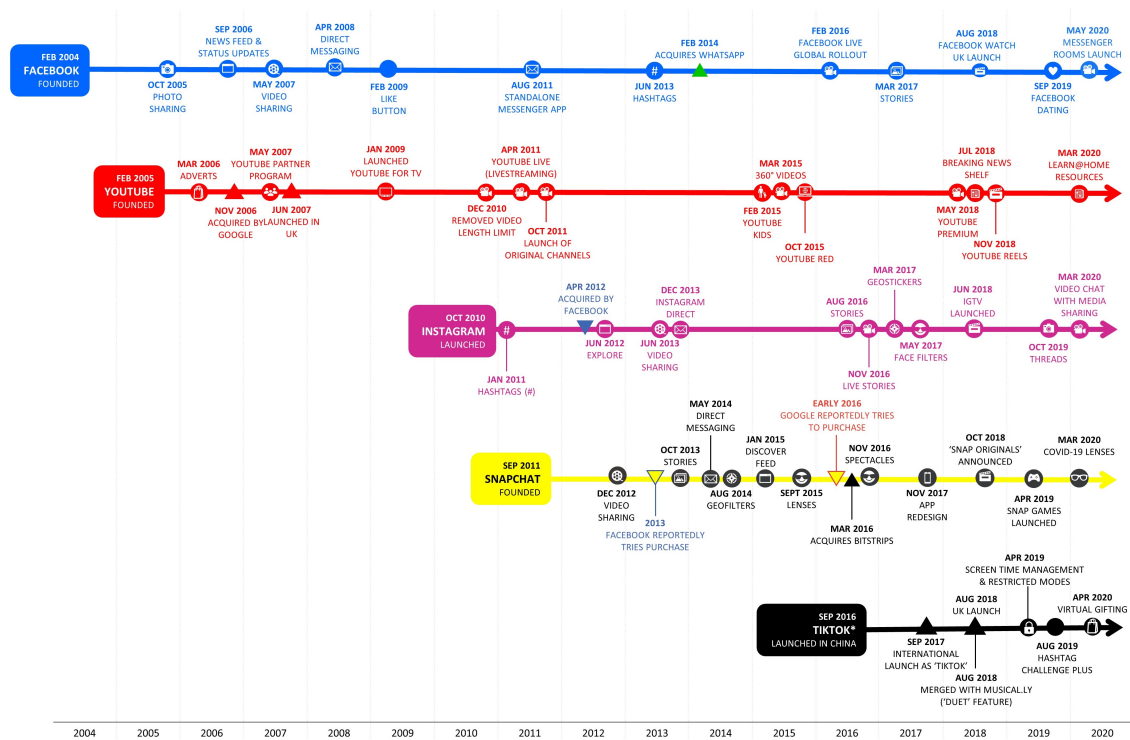 FEB 2004
FACEBOOK
FOUNDED
OCT 2005
PHOTO
SHARING
SEP 2006
NEWS FEED &
STATUS UPDATES
MAY 2007
VIDEO
SHARING
APR 2008
DIRECT
MESSAGING
FEB 2009
LIKE
BUTTON
AUG 2011
STANDALONE
MESSENGER APP
JUN 2013
HASHTAGS
#
FEB 2014
ACQUIRES WHATSAPP
FEB 2016
FACEBOOK LIVE
GLOBAL ROLLOUT
MAR 2017
STORIES
AUG 2018
FACEBOOK WATCH
UK LAUNCH
SEP 2019
FACEBOOK
DATING
MAY 2020
MESSENGER
ROOMS LAUNCH
FEB 2005
YOUTUBE
FOUNDED
MAR 2006
ADVERTS
NOV 2006
ACQUIRED BY
GOOGLE
MAY 2007
YOUTUBE PARTNER
PROGRAM
JUN 2007
LAUNCHED IN
UK
JAN 2009
LAUNCHED
YOUTUBE FOR TV
DEC 2010
REMOVED VIDEO
LENGTH LIMIT
APR 2011
YOUTUBE LIVE
(LIVESTREAMING)
OCT 2011
LAUNCH OF
ORIGINAL CHANNELS
FEB 2015
YOUTUBE
KIDS
MAR 2015
360° VIDEOS
OCT 2015
YOUTUBE RED
MAY 2018
YOUTUBE
PREMIUM
JUL 2018
BREAKING NEWS
SHELF
NOV 2018
YOUTUBE REELS
MAR 2020
LEARN@HOME
RESOURCES
OCT 2010
INSTAGRAM
LAUNCHED
#
JAN 2011
HASHTAGS (#)
APR 2012
ACQUIRED BY
FACEBOOK
JUN 2012
EXPLORE
JUN 2013
VIDEO
SHARING
DEC 2013
INSTAGRAM
DIRECT
AUG 2016
STORIES
NOV 2016
LIVE STORIES
MAR 2017
GEOSTICKERS
MAY 2017
FACE FILTERS
JUN 2018
IGTV
LAUNCHED
OCT 2019
THREADS
MAR 2020
VIDEO CHAT
WITH MEDIA
SHARING
SEP 2011
SNAPCHAT
FOUNDED
DEC 2012
VIDEO
SHARING
2013
FACEBOOK REPORTEDLY
TRIES PURCHASE
OCT 2013
STORIES
MAY 2014
DIRECT
MESSAGING
AUG 2014
GEOFILTERS
JAN 2015
DISCOVER
FEED
SEPT 2015
LENSES
EARLY 2016
GOOGLE REPORTEDLY TRIES
TO PURCHASE
MAR 2016
ACQUIRES BITSTRIPS
NOV 2016
SPECTACLES
NOV 2017
APP
REDESIGN
OCT 2018
‘SNAP ORIGINALS’
ANNOUNCED
APR 2019
SNAP GAMES
LAUNCHED
MAR 2020
COVID-19 LENSES
SEP 2016
TIKTOK*
LAUNCHED IN CHINA
SEP 2017
INTERNATIONAL
LAUNCH AS ‘TIKTOK’
AUG 2018
UK LAUNCH
AUG 2018
MERGED WITH MUSICAL.LY
(‘DUET’ FEATURE)
APR 2019
SCREEN TIME MANAGEMENT
& RESTRICTED MODES
AUG 2019
HASHTAG
CHALLENGE PLUS
APR 2020
VIRTUAL GIFTING
2004 2005 2006 2007 2008 2009 2010 2011 2012 2013 2014 2015 2016 2017 2018 2019 2020